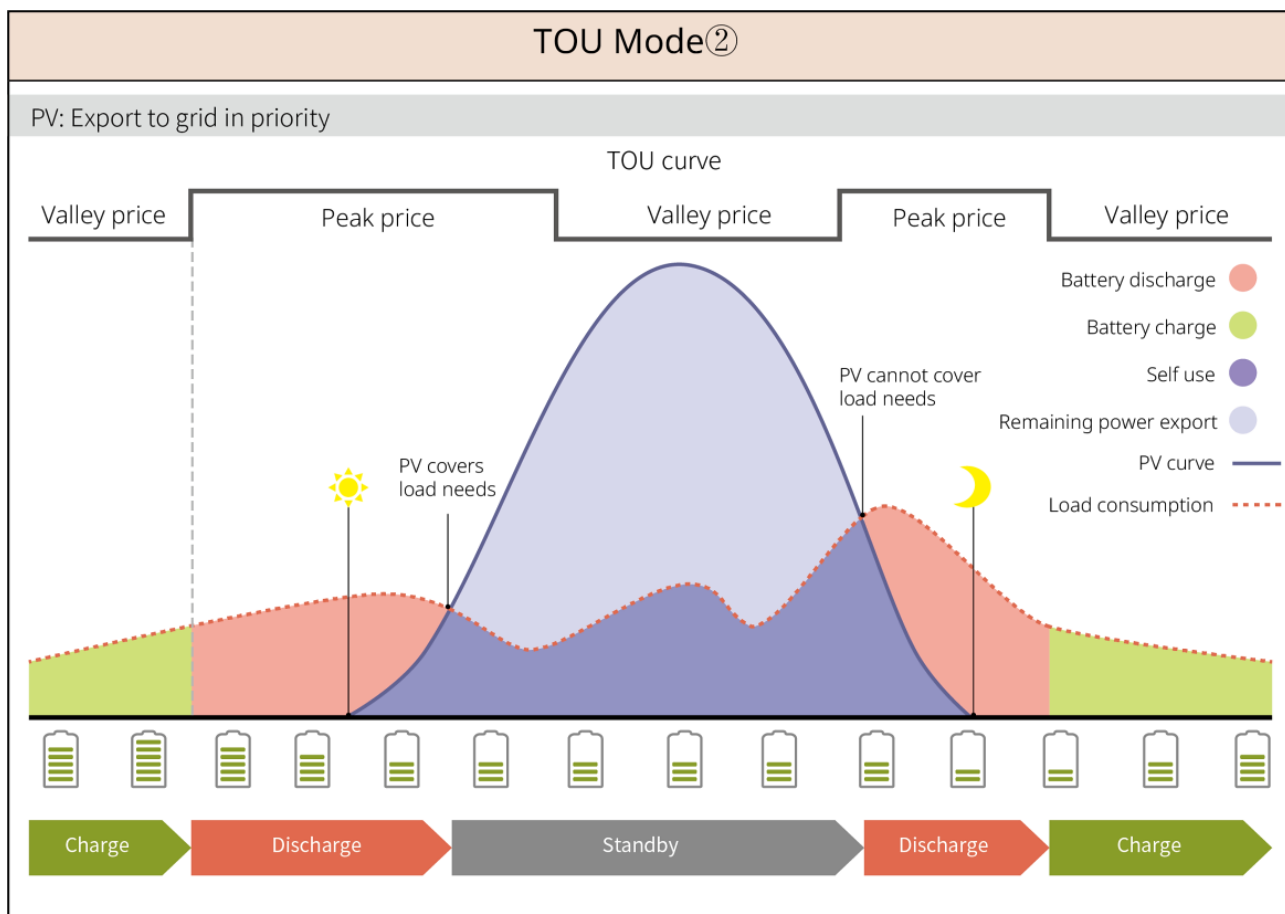 TOU Mode②
PV: Export to grid in priority
TOU curve
Valley price
Peak price
Valley price
Peak price
Valley price
Battery discharge
Battery charge
Self use
Remaining power export
PV curve
Load consumption
PV covers
load needs
PV cannot cover
load needs
Charge
Discharge
Standby
Discharge
Charge